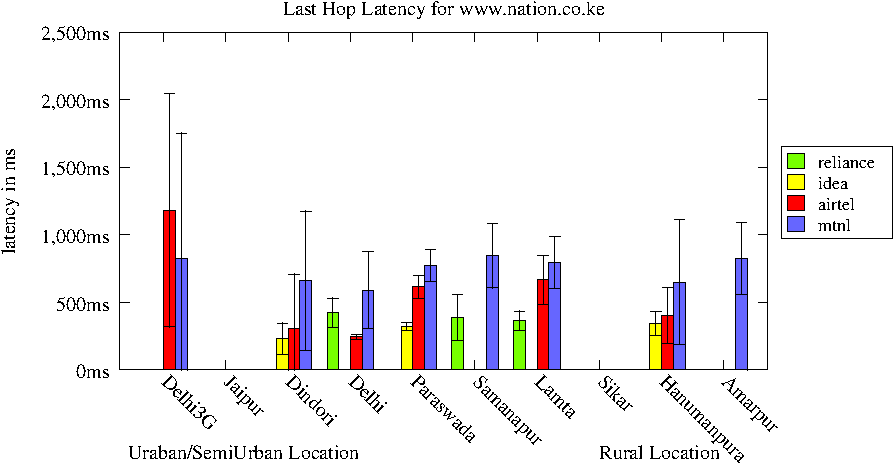 Last Hop Latency for www.nation.co.ke
2,500ms
2,000ms
1,500ms
1,000ms
500ms
0ms
latency in ms
reliance
idea
airtel
mtnl
Delhi3G
Jaipur
Dindori
Delhi
Paraswada
Samanapur
Lamta
Sikar
Hanumanpura
Amarpur
Uraban/SemiUrban Location
Rural Location